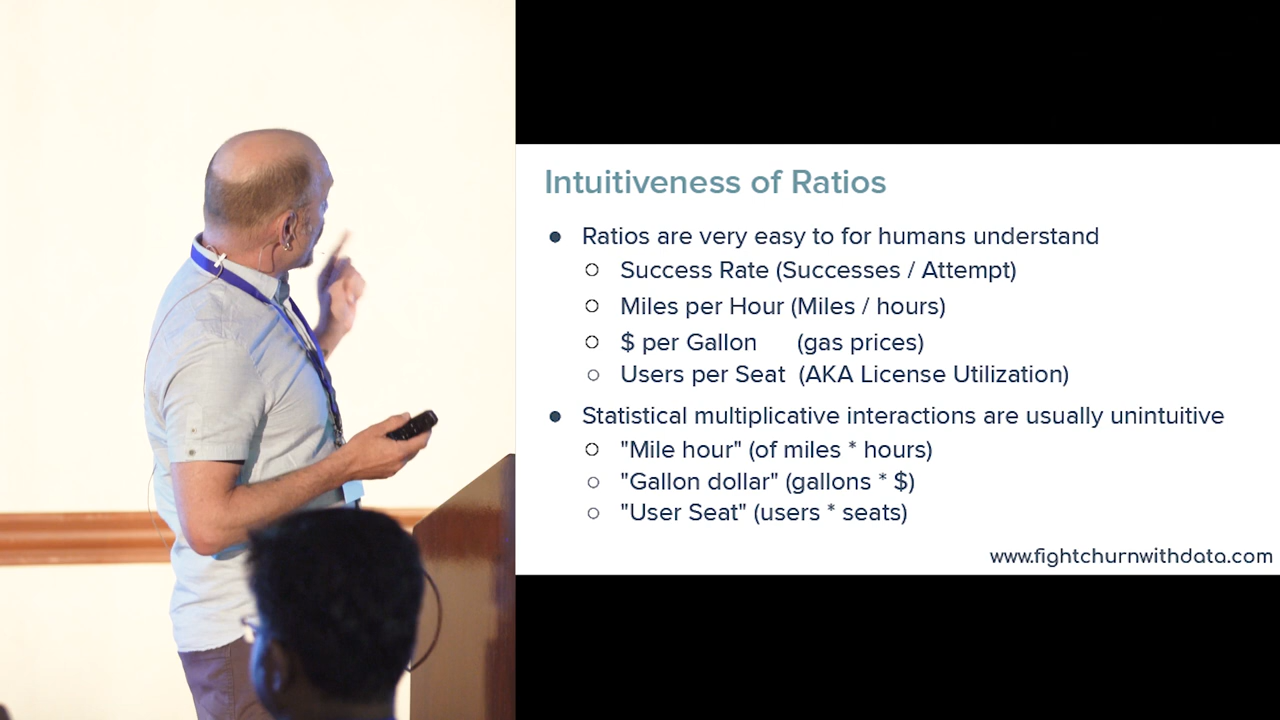 Intuitiveness of Ratios
● Ratios are very easy to for humans understand
○ Success Rate (Successes / Attempt)
○ Miles per Hour (Miles / hours)
○ $ per Gallon (gas prices)
○ Users per Seat (AKA License Utilization)
● Statistical multiplicative interactions are usually unintuitive
○ "Mile hour" (of miles * hours)
○ "Gallon dollar" (gallons * $)
○ "User Seat" (users * seats)
www.fightchurnwithdata.com